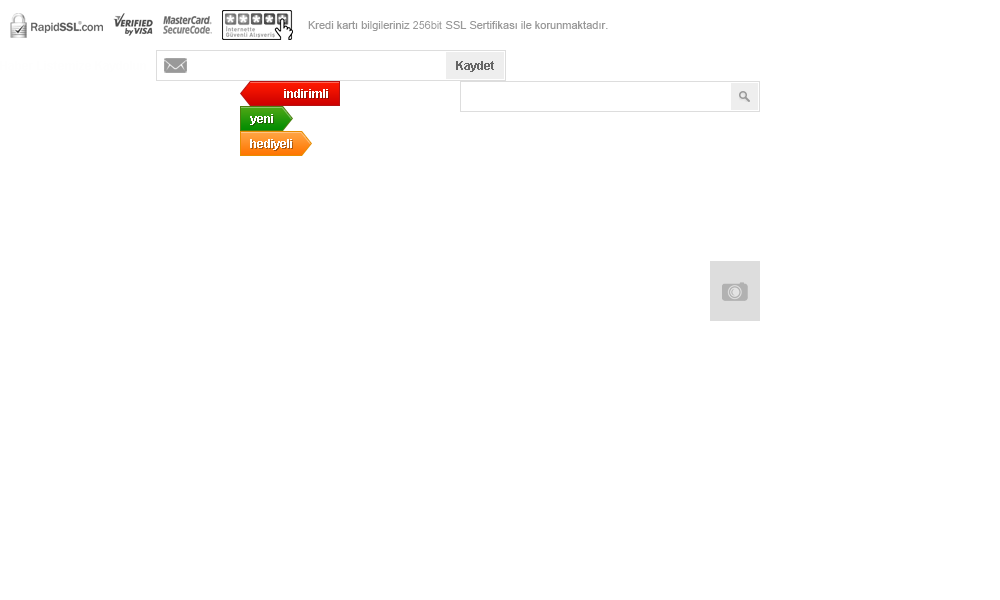 RapidSSL.com
VERIFIED
by VISA
MasterCard.
SecureCode.
İnternette
Güvenli Alışveriş
Kredi kartı bilgileriniz 256bit SSL Sertifikası ile korunmaktadır.
Kaydet
indirimli
yeni
hediyeli